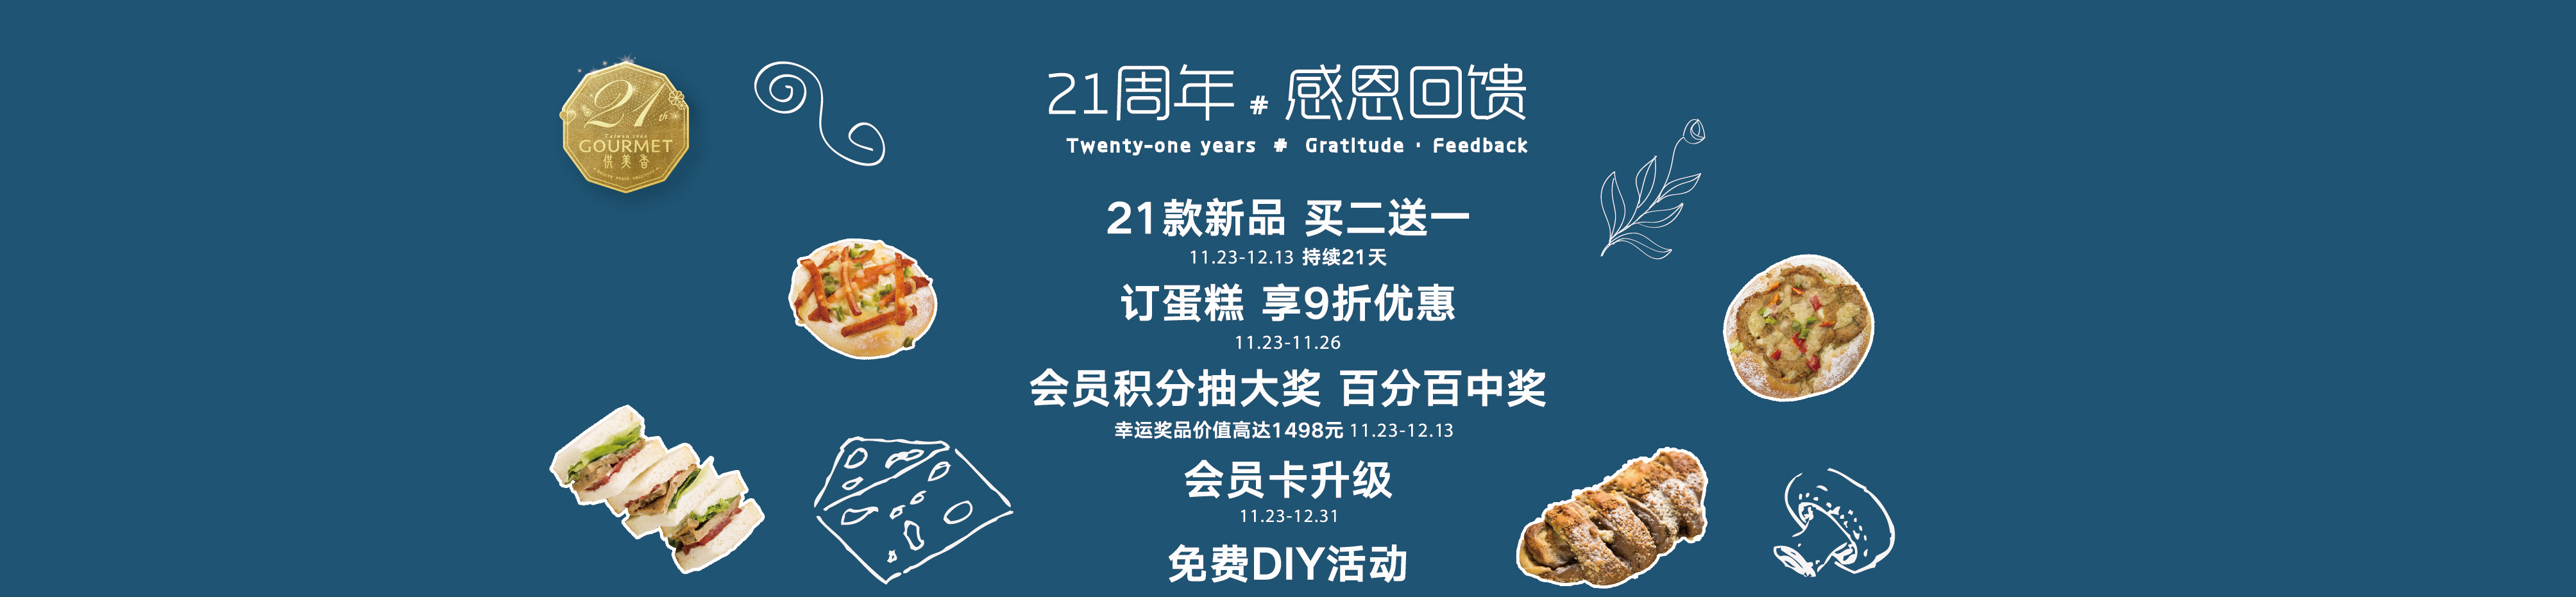 21th
Taiwan 1966
GOURMET
供美香
21周年 # 感恩回馈
Twenty-one years # Gratitude · Feedback
21款新品 买二送一
11.23-12.13 持续21天
订蛋糕 享9折优惠
11.23-11.26
会员积分抽大奖 百分百中奖
幸运奖品价值高达1498元 11.23-12.13
会员卡升级
11.23-12.31
免费DIY活动